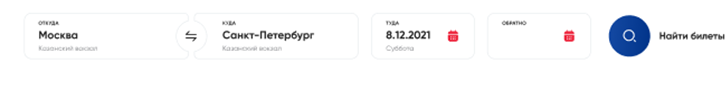 ОТКУДА
Москва
Казанский вокзал
КУДА
Санкт-Петербург
Казанский вокзал
ТУДА
8.12.2021
Суббота
ОБРАТНО
Найти билеты